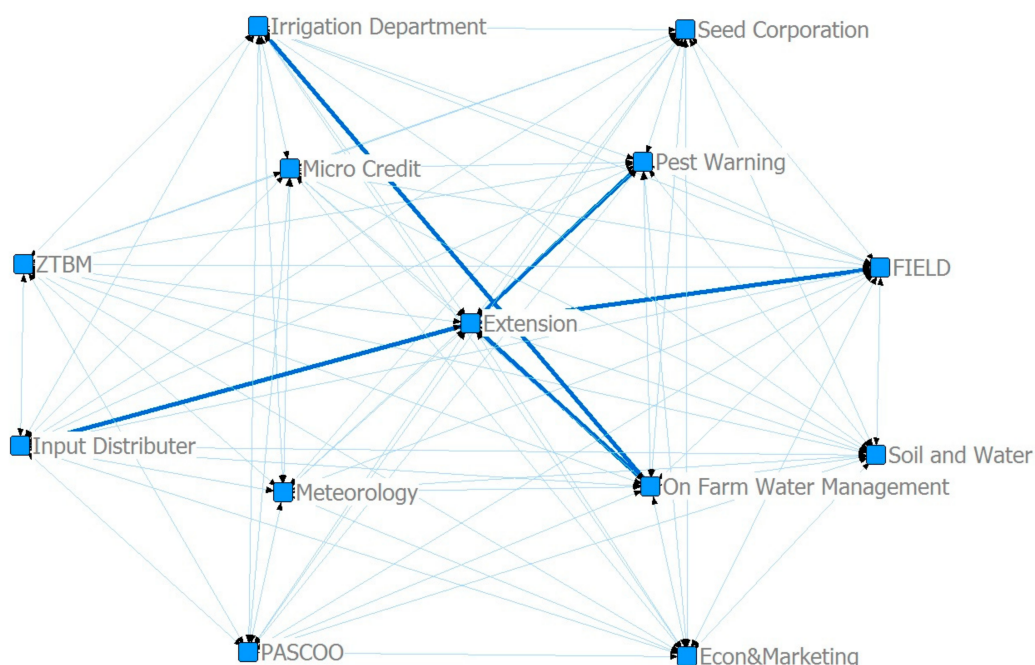 Irrigation Department
Seed Corporation
Micro Credit
Pest Warning
ZTBM
FIELD
Extension
Input Distributer
Soil and Water
Meteorology
On Farm Water Management
PASCOO
Econ&Marketing